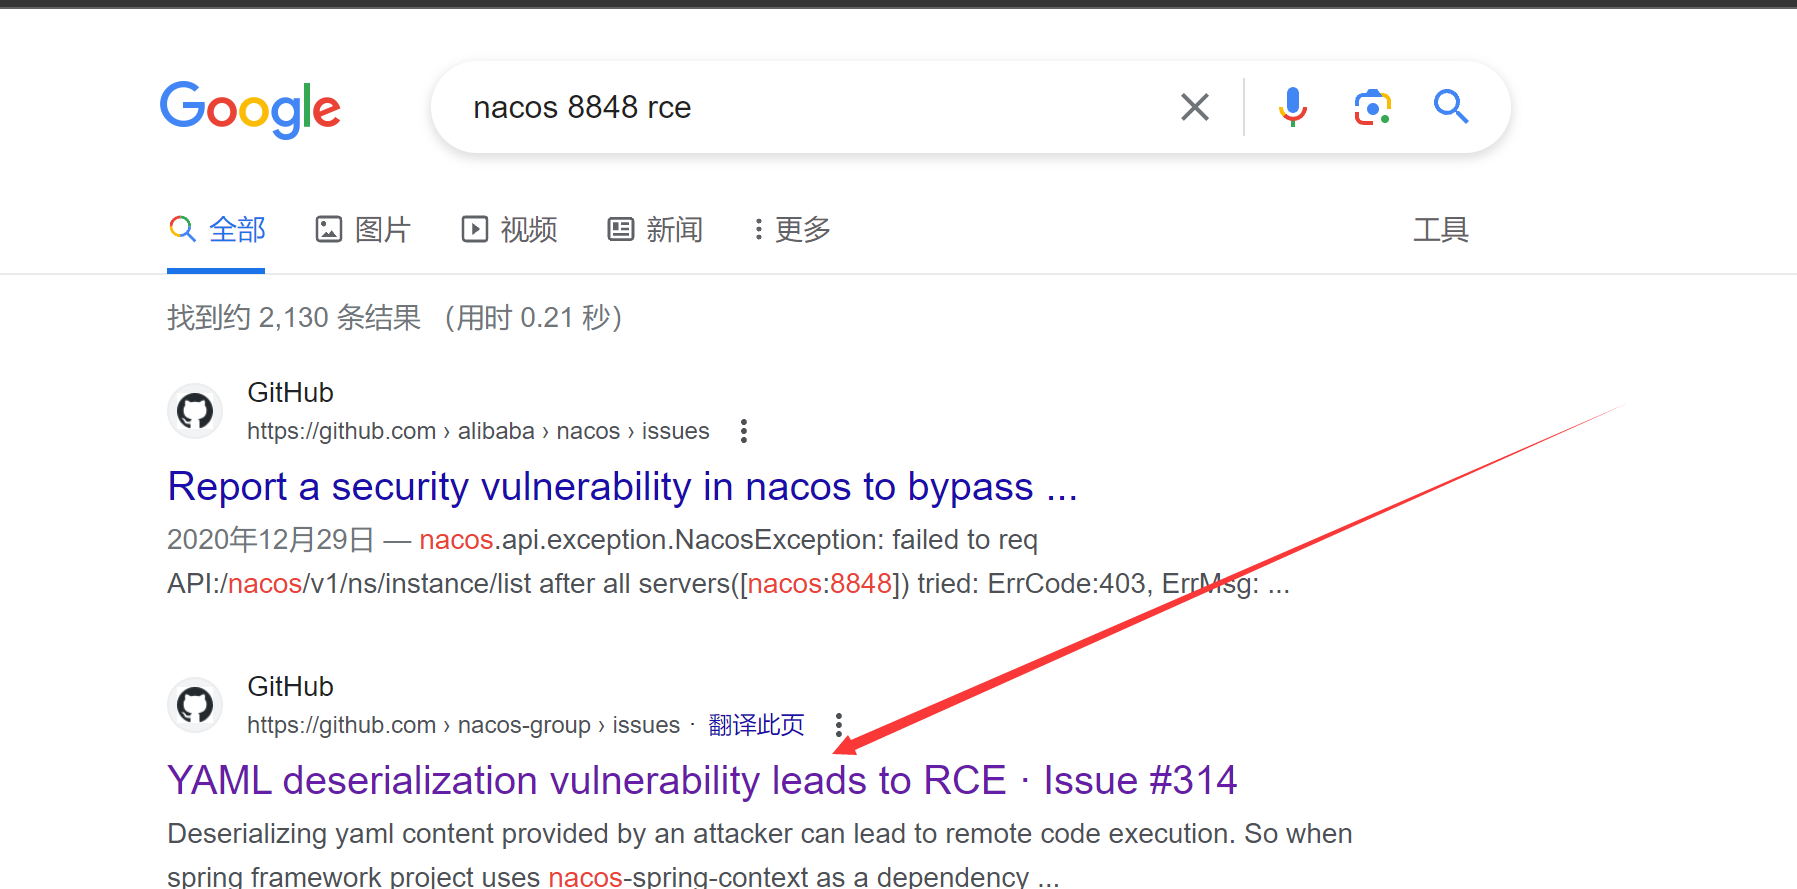 Google
nacos 8848 rce
全部 图片 视频 新闻 更多 工具
找到约 2,130 条结果 （用时 0.21 秒）
GitHub
https://github.com › alibaba › nacos › issues
Report a security vulnerability in nacos to bypass ...
2020年12月29日 — nacos.api.exception.NacosException: failed to req
API:/nacos/v1/ns/instance/list after all servers([nacos:8848]) tried: ErrCode:403, ErrMsg: ...
GitHub
https://github.com › nacos-group › issues · 翻译此页
YAML deserialization vulnerability leads to RCE · Issue #314
Deserializing yaml content provided by an attacker can lead to remote code execution. So when
spring framework project uses nacos-spring-context as a dependency ...